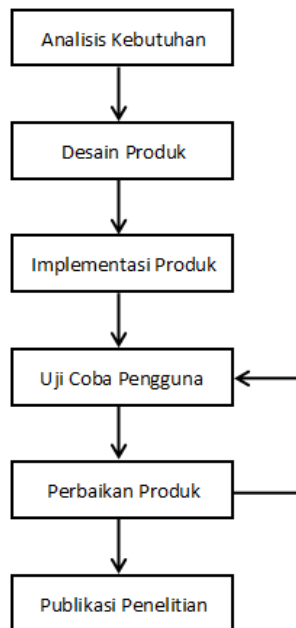 Analisis Kebutuhan
Desain Produk
Implementasi Produk
Uji Coba Pengguna
Perbaikan Produk
Publikasi Penelitian